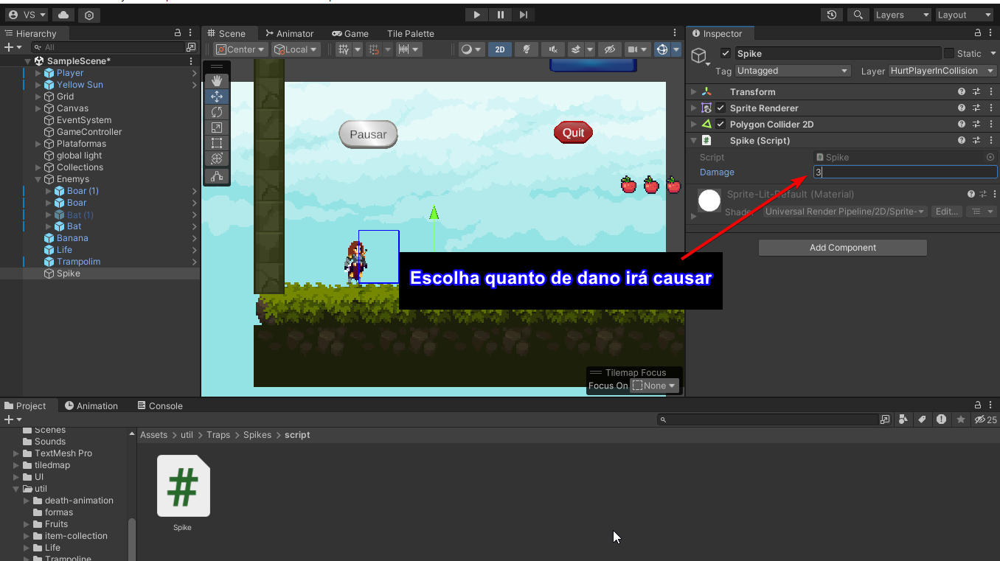 VS
Layers
Layout
Hierarchy
All
SampleScene*
Player
Yellow Sun
Grid
Canvas
EventSystem
GameController
Plataformas
global light
Collections
Enemys
Boar (1)
Boar
Bat (1)
Bat
Banana
Life
Trampolim
Spike
Scene
Animator
Game
Tile Palette
Center
Local
2D
Pausar
Quit
Escolha quanto de dano irá causar
Tilemap Focus
Focus On
None
Inspector
Spike
Static
Tag
Untagged
Layer
HurtPlayerInCollision
Transform
Sprite Renderer
Polygon Collider 2D
#
Spike (Script)
Script
Spike
Damage
3
Sprite-Lit-Default (Material)
Shade
Universal Render Pipeline/2D/Sprite-
Edit...
Add Component
Project
Animation
Console
25
Scenes
Sounds
TextMesh Pro
tiledmap
UI
util
death-animation
formas
Fruits
item-collection
Life
Trampoline
Assets > util > Traps > Spikes > script
#
Spike